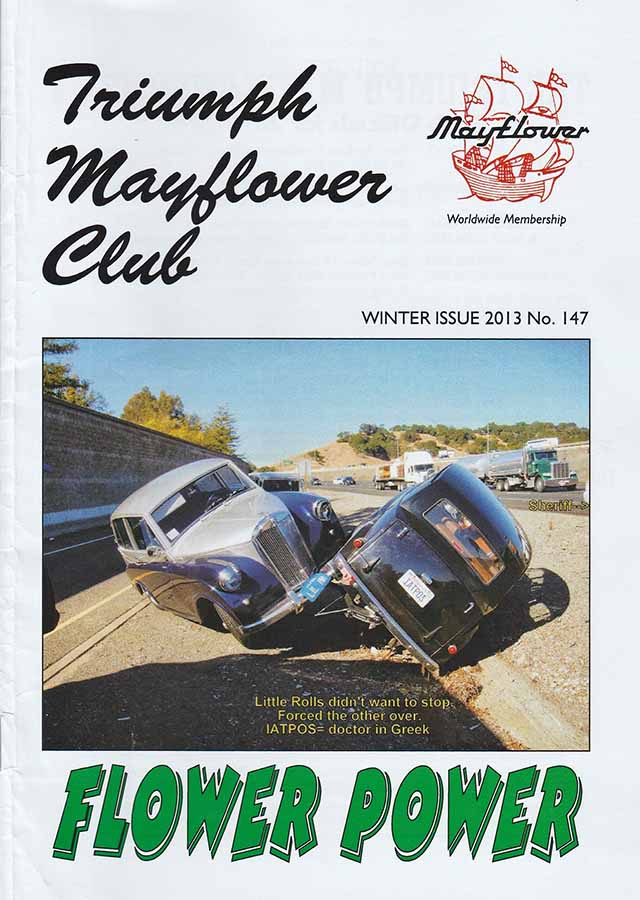 Triumph
Mayflower
Club
Mayflower
Worldwide Membership
WINTER ISSUE 2013 No. 147
Sheriff-->
IATPOS
Little Rolls didn't want to stop.
Forced the other over.
IATPOS= doctor in Greek
FLOWER POWER